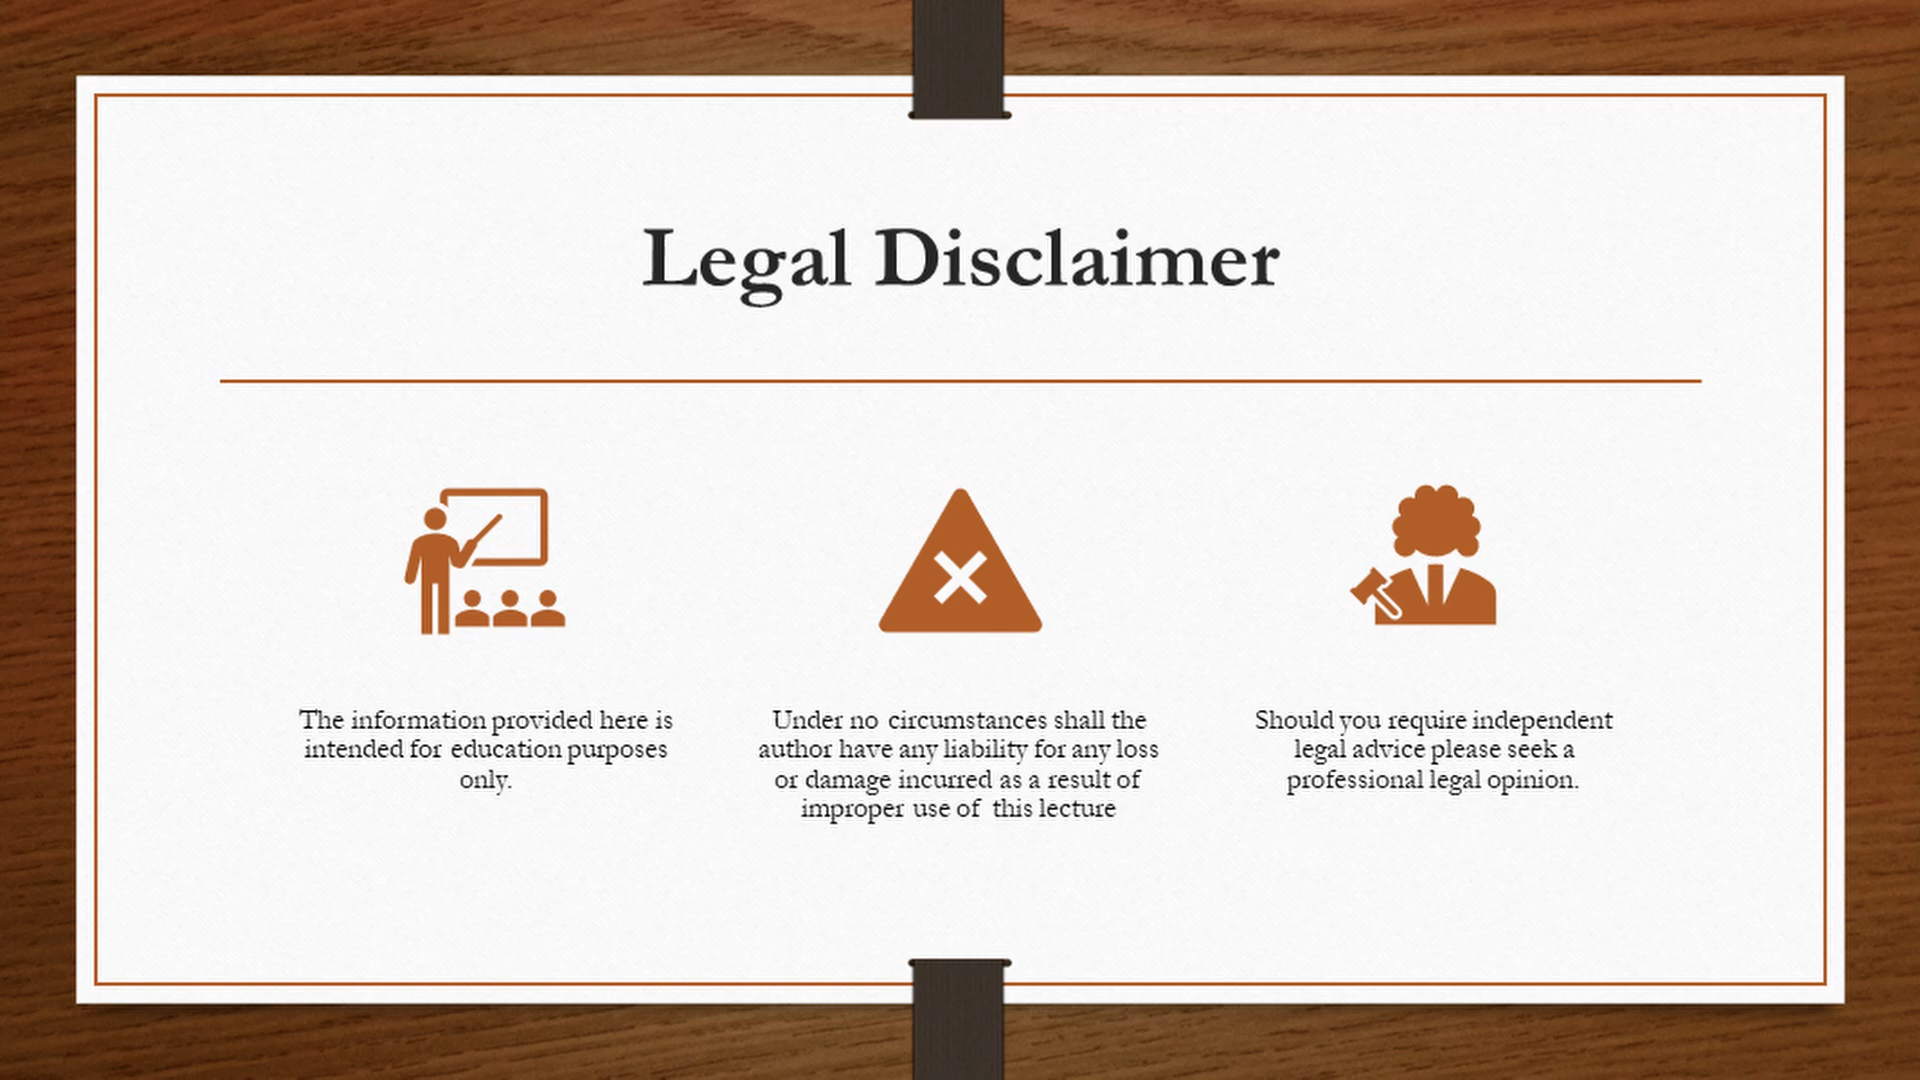 Legal Disclaimer
The information provided here is
intended for education purposes
only.
Under no circumstances shall the
author have any liability for any loss
or damage incurred as a result of
improper use of this lecture
Should you require independent
legal advice please seek a
professional legal opinion.